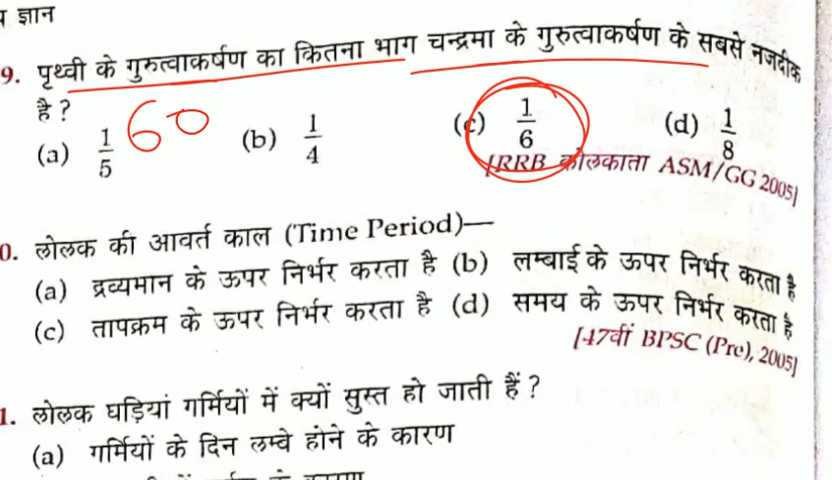 ज्ञान
9. पृथ्वी के गुरुत्वाकर्षण का कितना भाग चन्द्रमा के गुरुत्वाकर्षण के सबसे नजदीक
है ?
(a) 1/5 60 (b) 1/4 (c) 1/6 (d) 1/8
[RRB कोलकाता ASM/GG 2005]
0. लोलक की आवर्त काल (Time Period)—
(a) द्रव्यमान के ऊपर निर्भर करता है (b) लम्बाई के ऊपर निर्भर करता है
(c) तापक्रम के ऊपर निर्भर करता है (d) समय के ऊपर निर्भर करता है
[47वीं BPSC (Pre), 2005]
1. लोलक घड़ियां गर्मियों में क्यों सुस्त हो जाती हैं ?
(a) गर्मियों के दिन लम्बे होने के कारण